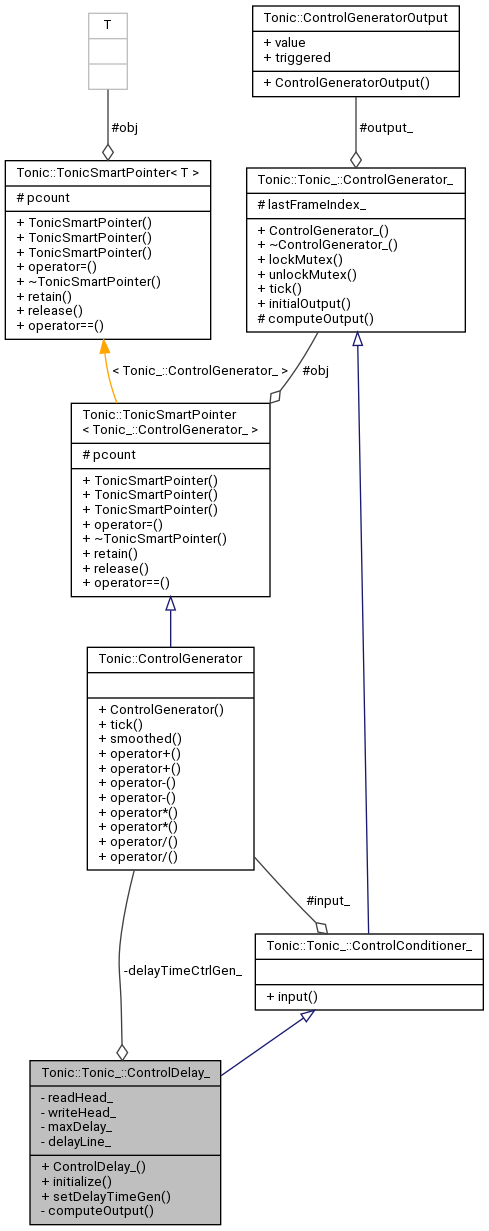 T
Tonic::ControlGeneratorOutput
+ value
+ triggered
+ ControlGeneratorOutput()
#obj
#output_
Tonic::TonicSmartPointer< T >
# pcount
+ TonicSmartPointer()
+ TonicSmartPointer()
+ TonicSmartPointer()
+ operator=()
+ ~TonicSmartPointer()
+ retain()
+ release()
+ operator==()
Tonic::Tonic_::ControlGenerator_
# lastFrameIndex_
+ ControlGenerator_()
+ ~ControlGenerator_()
+ lockMutex()
+ unlockMutex()
+ tick()
+ initialOutput()
# computeOutput()
< Tonic_::ControlGenerator_ >
#obj
Tonic::TonicSmartPointer
< Tonic_::ControlGenerator_ >
# pcount
+ TonicSmartPointer()
+ TonicSmartPointer()
+ TonicSmartPointer()
+ operator=()
+ ~TonicSmartPointer()
+ retain()
+ release()
+ operator==()
Tonic::ControlGenerator
+ ControlGenerator()
+ tick()
+ smoothed()
+ operator+()
+ operator+()
+ operator-()
+ operator-()
+ operator*()
+ operator*()
+ operator/()
+ operator/()
#input_
Tonic::Tonic_::ControlConditioner_
+ input()
-delayTimeCtrlGen_
Tonic::Tonic_::ControlDelay_
- readHead_
- writeHead_
- maxDelay_
- delayLine_
+ ControlDelay_()
+ initialize()
+ setDelayTimeGen()
- computeOutput()